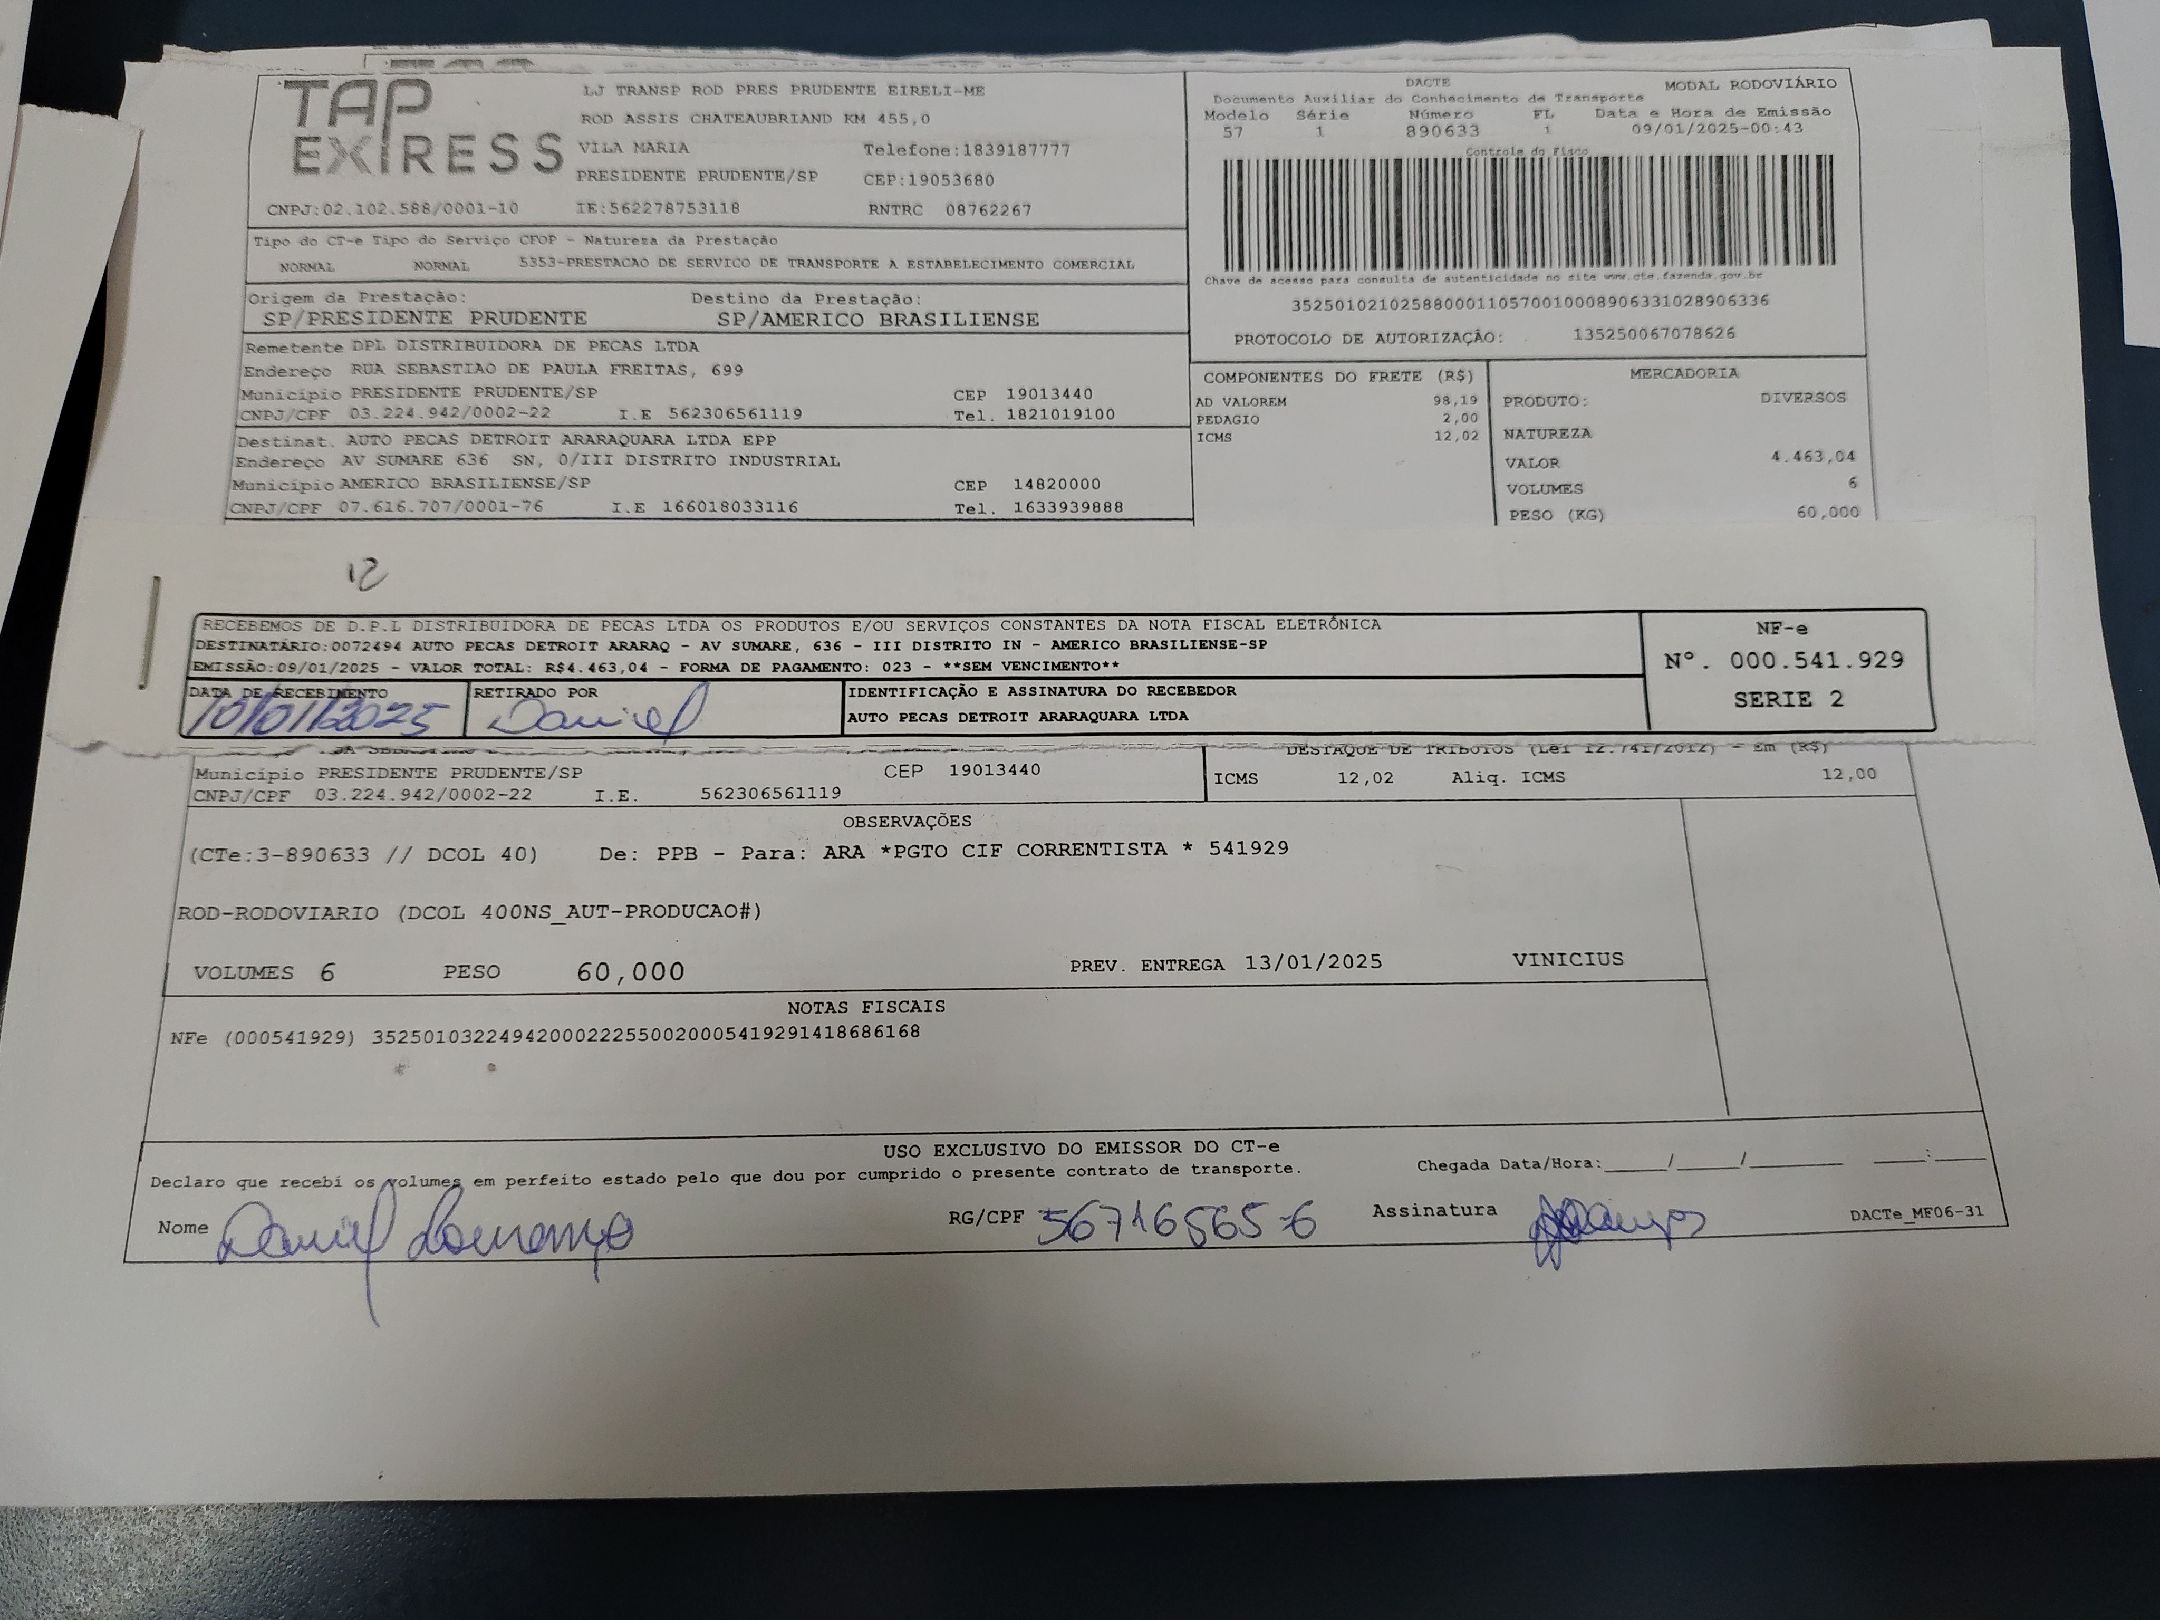 TAP
EXPRESS
LJ TRANSP ROD PRES PRUDENTE EIRELI-ME
ROD ASSIS CHATEAUBRIAND KM 455,0
VILA MARIA Telefone:1839187777
PRESIDENTE PRUDENTE/SP CEP:19053680
CNPJ:02.102.588/0001-10 IE:562278753118 RNTRC 08762267
DACTE MODAL RODOVIÁRIO
Documento Auxiliar do Conhecimento de Transporte
Modelo Série Número FL Data e Hora de Emissão
57 1 890633 1 09/01/2025-00:43
Controle do Fisco
Chave de acesso para consulta de autenticidade no site www.cte.fazenda.gov.br
35250102102588000110570010008906331028906336
PROTOCOLO DE AUTORIZAÇÃO: 135250067078626
Tipo do CT-e Tipo do Serviço CFOP - Natureza da Prestação
NORMAL NORMAL 5353-PRESTACAO DE SERVICO DE TRANSPORTE A ESTABELECIMENTO COMERCIAL
Origem da Prestação: Destino da Prestação:
SP/PRESIDENTE PRUDENTE SP/AMERICO BRASILIENSE
Remetente DPL DISTRIBUIDORA DE PECAS LTDA
Endereço RUA SEBASTIAO DE PAULA FREITAS, 699
Município PRESIDENTE PRUDENTE/SP CEP 19013440
CNPJ/CPF 03.224.942/0002-22 I.E 562306561119 Tel. 1821019100
Destinat. AUTO PECAS DETROIT ARARAQUARA LTDA EPP
Endereço AV SUMARE 636 SN, 0/III DISTRITO INDUSTRIAL
Município AMERICO BRASILIENSE/SP CEP 14820000
CNPJ/CPF 07.616.707/0001-76 I.E 166018033116 Tel. 1633939888
COMPONENTES DO FRETE (R$)
AD VALOREM 98,19
PEDAGIO 2,00
ICMS 12,02
MERCADORIA
PRODUTO: DIVERSOS
NATUREZA
VALOR 4.463,04
VOLUMES 6
PESO (KG) 60,000
12
RECEBEMOS DE D.P.L DISTRIBUIDORA DE PECAS LTDA OS PRODUTOS E/OU SERVIÇOS CONSTANTES DA NOTA FISCAL ELETRÔNICA
DESTINATÁRIO:0072494 AUTO PECAS DETROIT ARARAQ - AV SUMARE, 636 - III DISTRITO IN - AMERICO BRASILIENSE-SP
EMISSÃO:09/01/2025 - VALOR TOTAL: R$4.463,04 - FORMA DE PAGAMENTO: 023 - **SEM VENCIMENTO**
NF-e
Nº. 000.541.929
SERIE 2
DATA DE RECEBIMENTO RETIRADO POR IDENTIFICAÇÃO E ASSINATURA DO RECEBEDOR
10/01/2025 Daniel AUTO PECAS DETROIT ARARAQUARA LTDA
DESTAQUE DE TRIBUTOS (Lei 12.741/2012) - Em (R$)
Município PRESIDENTE PRUDENTE/SP CEP 19013440
CNPJ/CPF 03.224.942/0002-22 I.E. 562306561119
ICMS 12,02 Aliq. ICMS 12,00
OBSERVAÇÕES
(CTe:3-890633 // DCOL 40) De: PPB - Para: ARA *PGTO CIF CORRENTISTA * 541929
ROD-RODOVIARIO (DCOL 400NS_AUT-PRODUCAO#)
VOLUMES 6 PESO 60,000 PREV. ENTREGA 13/01/2025 VINICIUS
NOTAS FISCAIS
NFe (000541929) 35250103224942000222550020005419291418686168
USO EXCLUSIVO DO EMISSOR DO CT-e
Declaro que recebi os volumes em perfeito estado pelo que dou por cumprido o presente contrato de transporte. Chegada Data/Hora:_____/_____/_______ ____:____
Nome Daniel RG/CPF 56716565-6 Assinatura DACTe_MF06-31